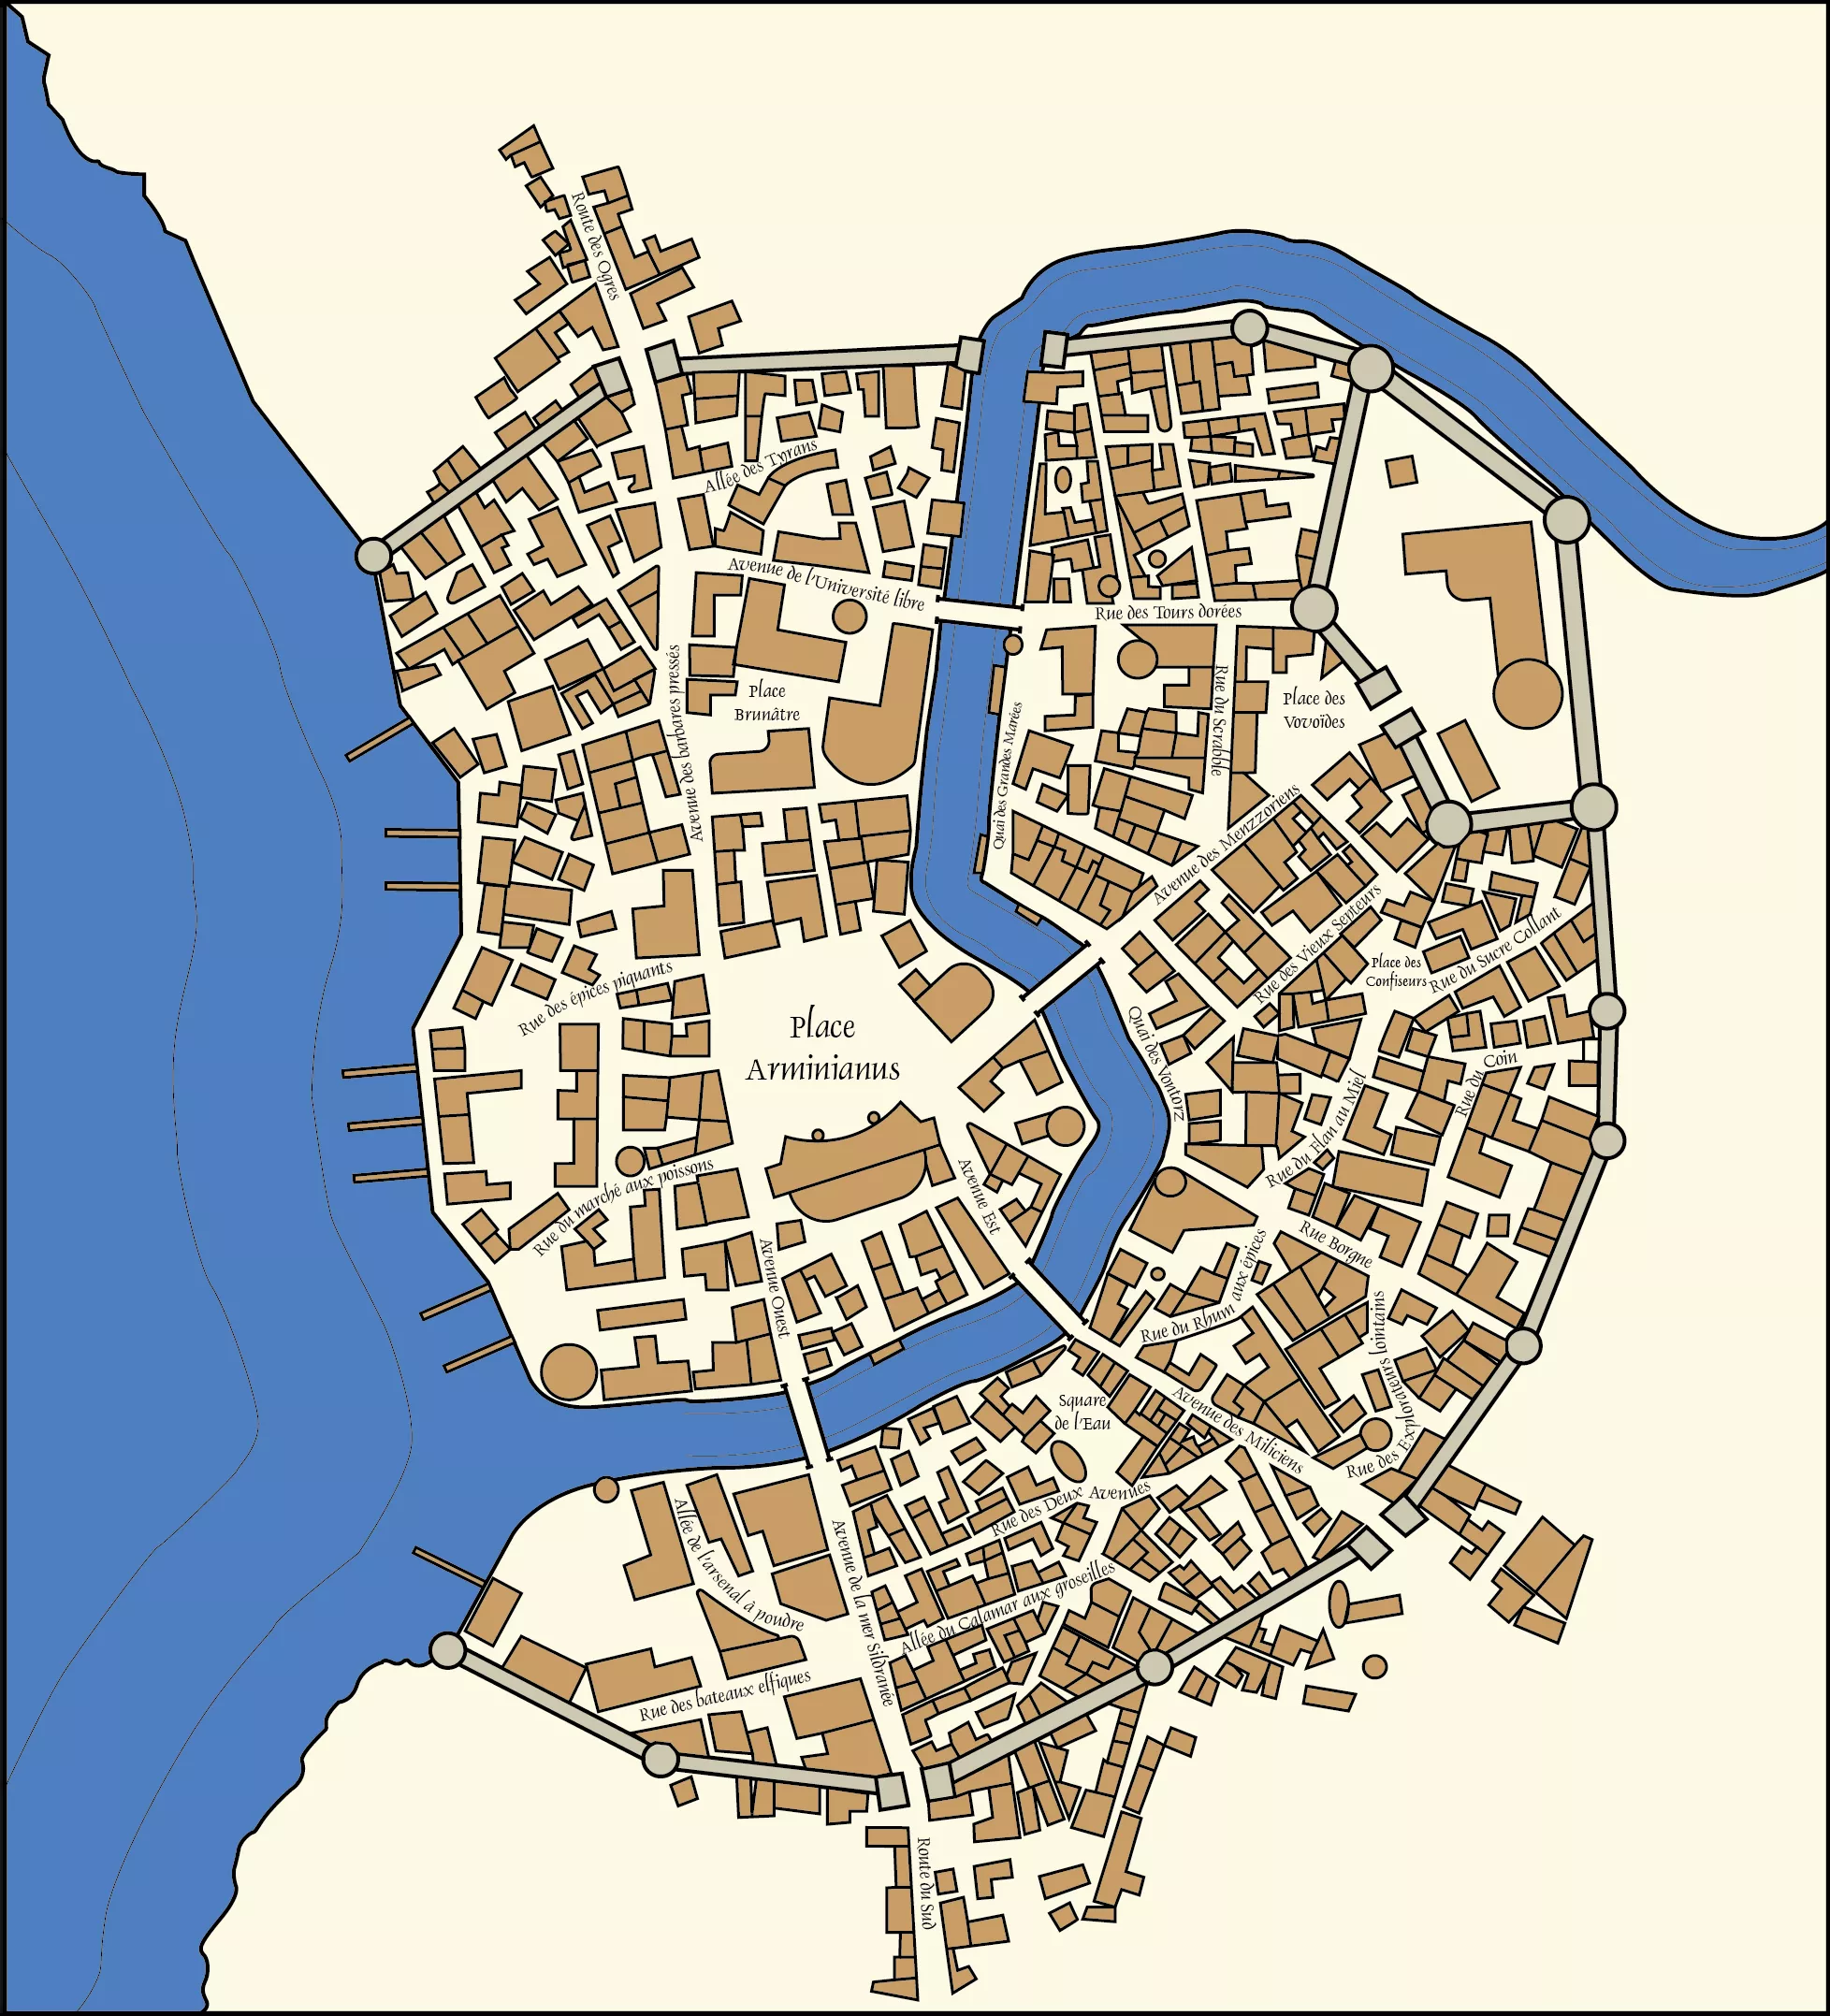 Route des Ogres
Allée des Tyrans
Avenue de l'Université libre
Rue des Tours dorées
Avenue des barbares pressés
Place
Brunâtre
Quai des Grandes Marées
Rue du Scrabble
Place des
Vovoïdes
Avenue des Menzzoriens
Rue des Vieux Septeurs
Place des
Confiseurs
Rue du Sucre Collant
Rue des épices piquants
Place
Arminianus
Quai des Vontorz
Rue du Coin
Rue du Flan au Miel
Rue du marché aux poissons
Avenue Est
Avenue Ouest
Rue Borgne
Rue du Rhum aux épices
Rue des Explorateurs lointains
Square
de l'Eau
Avenue des Miliciens
Rue des Deux Avenues
Allée de l'arsenal à poudre
Avenue de la mer Sildranée
Allée du Calamar aux groseilles
Rue des bateaux elfiques
Route du Sud